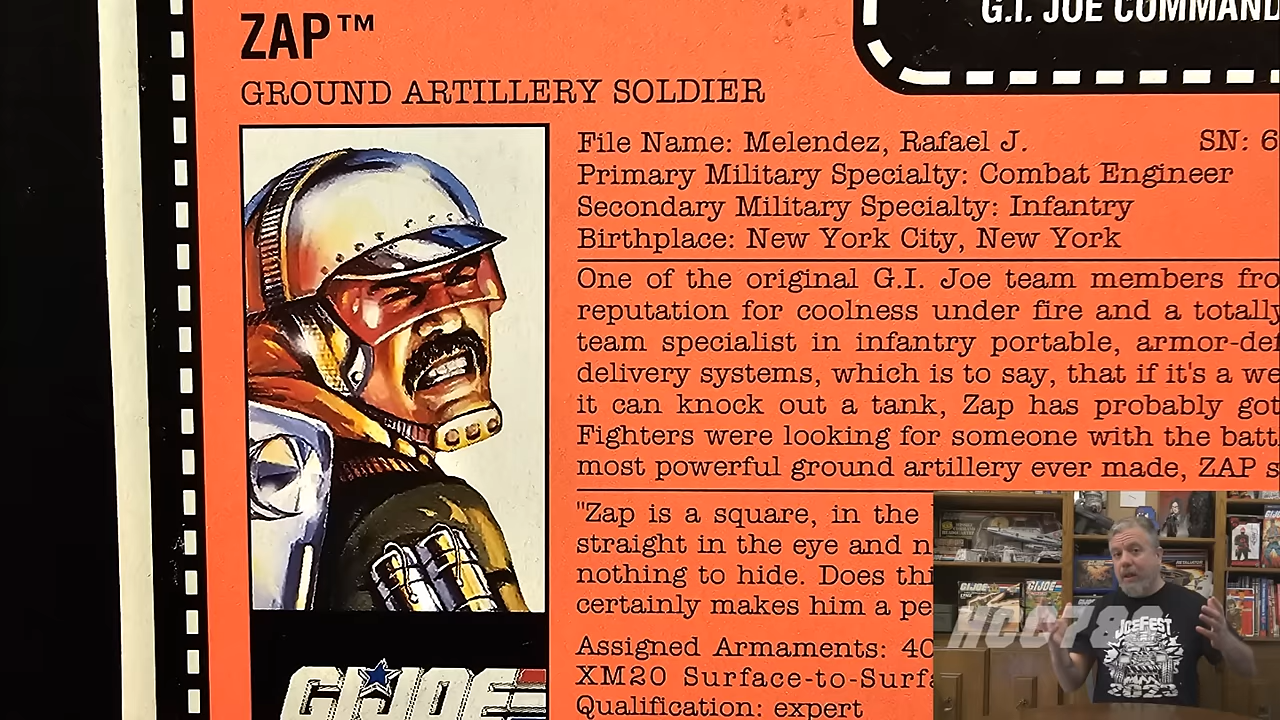 ZAP™
G.I. JOE COMMAND
GROUND ARTILLERY SOLDIER
File Name: Melendez, Rafael J. SN: 6
Primary Military Specialty: Combat Engineer
Secondary Military Specialty: Infantry
Birthplace: New York City, New York
One of the original G.I. Joe team members fro
reputation for coolness under fire and a totally
team specialist in infantry portable, armor-def
delivery systems, which is to say, that if it's a we
it can knock out a tank, Zap has probably got
Fighters were looking for someone with the batt
most powerful ground artillery ever made, ZAP s
"Zap is a square, in the
straight in the eye and n
nothing to hide. Does thi
certainly makes him a pe
Assigned Armaments: 40
XM20 Surface-to-Surfa
Qualification: expert
G.I. JOE
HCC78
JOEFEST
2023
GI JOE
GI JOE
RETALIATOR